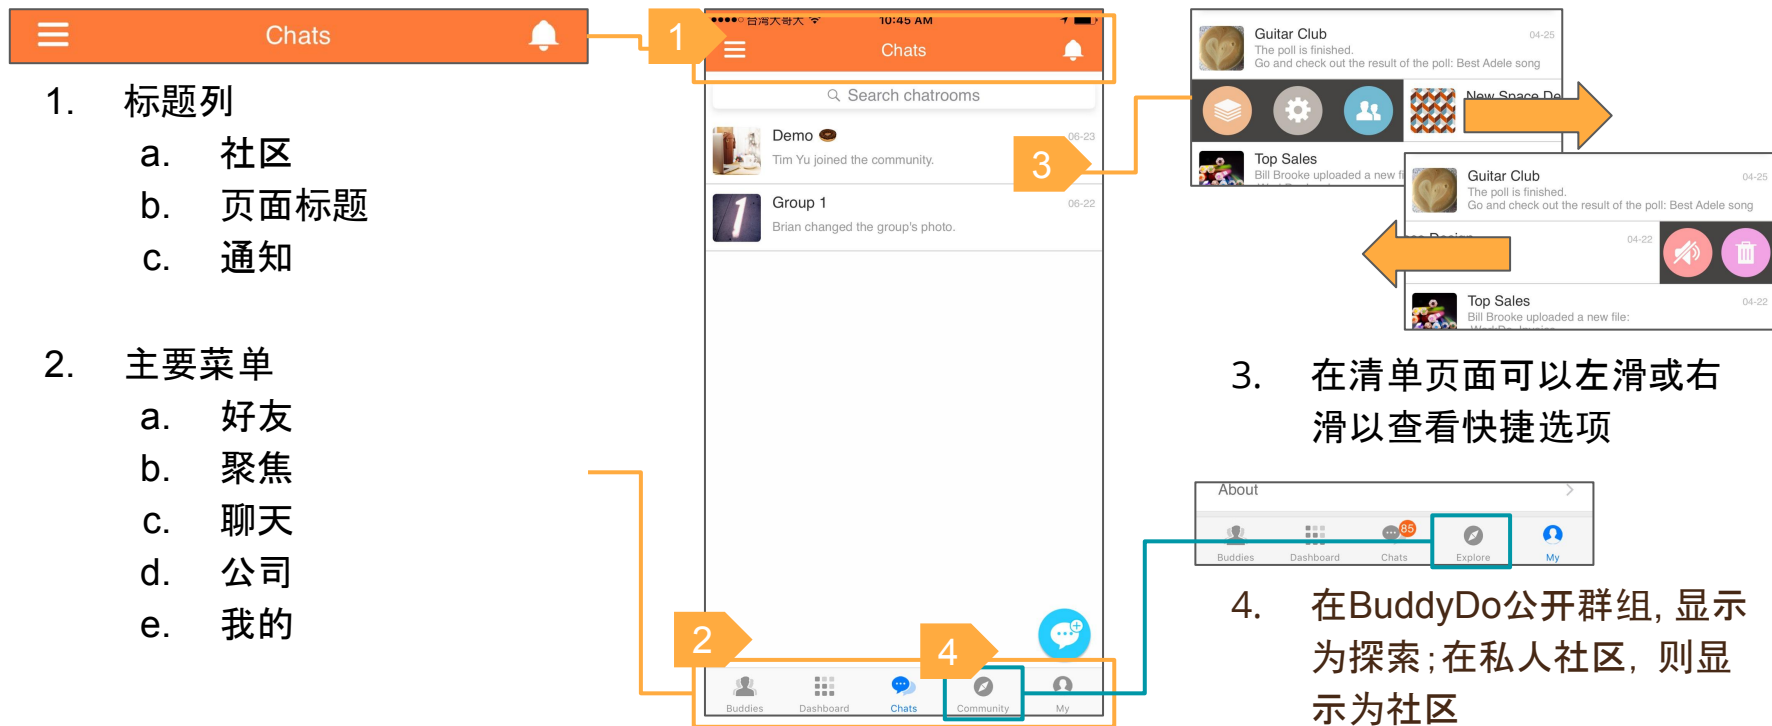 Chats
1. 标题列
a. 社区
b. 页面标题
c. 通知
2. 主要菜单
a. 好友
b. 聚焦
c. 聊天
d. 公司
e. 我的
1
台湾大哥大
10:45 AM
Chats
Search chatrooms
Demo
06-23
Tim Yu joined the community.
3
Group 1
06-22
Brian changed the group's photo.
2
4
Buddies
Dashboard
Chats
Community
My
Guitar Club
04-25
The poll is finished.
Go and check out the result of the poll: Best Adele song
New Space De
Top Sales
Bill Brooke uploaded a new fi
Guitar Club
04-25
The poll is finished.
Go and check out the result of the poll: Best Adele song
04-22
Top Sales
04-22
Bill Brooke uploaded a new file:
3. 在清单页面可以左滑或右
滑以查看快捷选项
About
85
Buddies
Dashboard
Chats
Explore
My
4. 在BuddyDo公开群组, 显示
为探索;在私人社区, 则显
示为社区